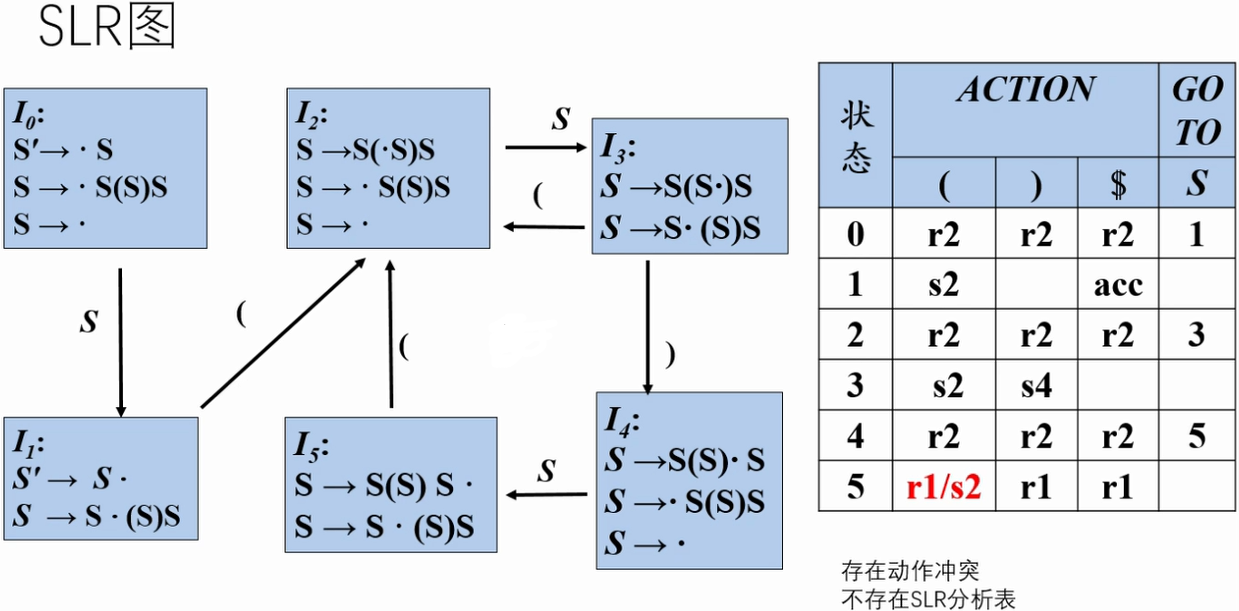 SLR图
I0:
S′→ · S
S → · S(S)S
S → ·
I2:
S →S(·S)S
S → · S(S)S
S → ·
S
(
I3:
S →S(S·)S
S →S· (S)S
S
(
(
)
I1:
S′→ S ·
S → S · (S)S
I5:
S → S(S) S ·
S → S · (S)S
S
I4:
S →S(S)· S
S →· S(S)S
S → ·
状态 ACTION GO TO
( ) $ S
0 r2 r2 r2 1
1 s2 acc
2 r2 r2 r2 3
3 s2 s4
4 r2 r2 r2 5
5 r1/s2 r1 r1
存在动作冲突
不存在SLR分析表